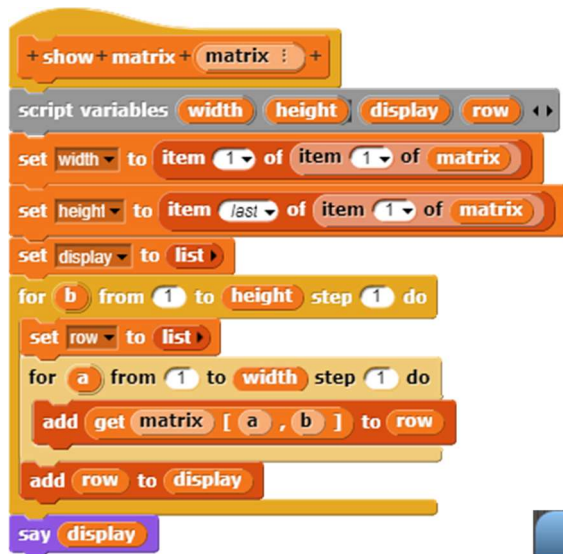 + show + matrix + matrix ⋮ +
script variables width height display row
set width to item 1 of item 1 of matrix
set height to item last of item 1 of matrix
set display to list
for b from 1 to height step 1 do
set row to list
for a from 1 to width step 1 do
add get matrix [ a , b ] to row
add row to display
say display